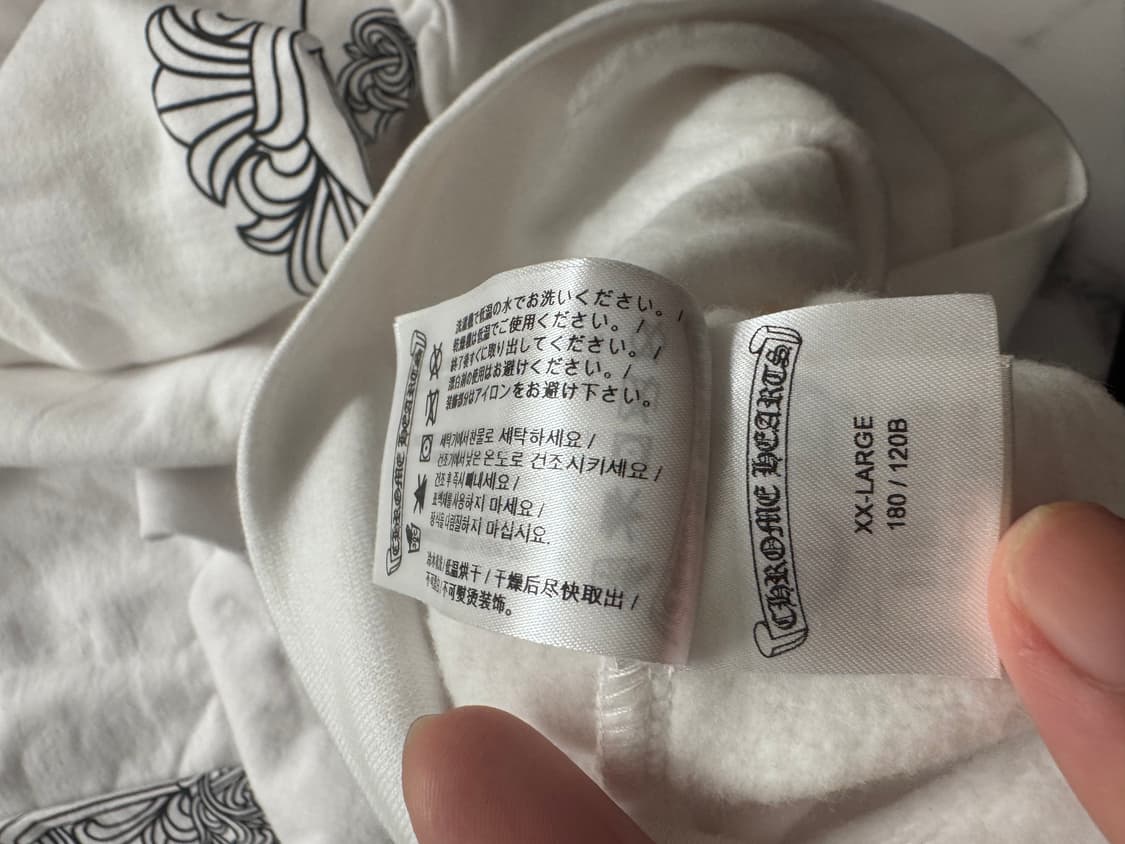 CHROME HEARTS
洗濯機で低温の水でお洗いください。 /
乾燥機は低温でご使用ください。 /
終了後すぐに取り出してください。 /
漂白剤の使用はお避けください。 /
装飾部分はアイロンをお避け下さい。
세탁기에서 찬물로 세탁하세요 /
건조기에서 낮은 온도로 건조시키세요 /
건조 후 즉시 빼내세요 /
표백제를 사용하지 마세요 /
장식을 다림질하지 마십시요.
低温烘干 / 干燥后尽快取出 /
不可熨烫装饰。
CHROME HEARTS
XX-LARGE
180 / 120B